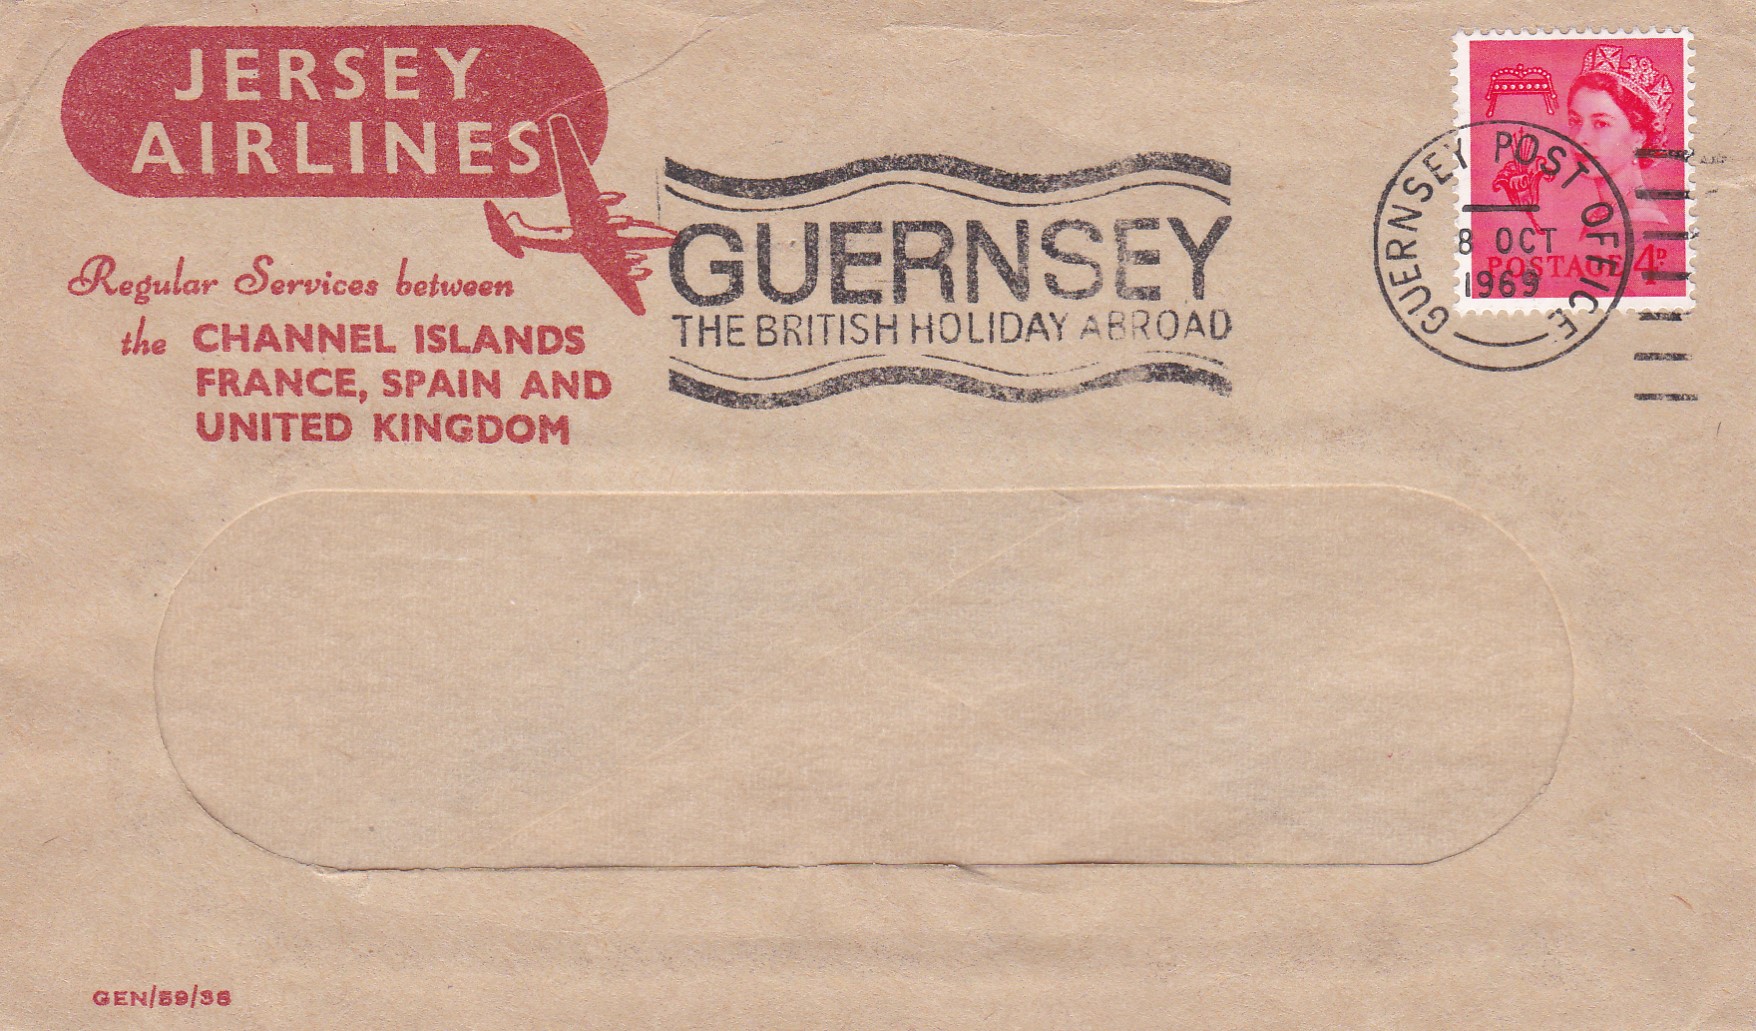 JERSEY
AIRLINES
Regular Services between
the CHANNEL ISLANDS
FRANCE, SPAIN AND
UNITED KINGDOM
GUERNSEY
THE BRITISH HOLIDAY ABROAD
GUERNSEY POST OFFICE
8 OCT
1969
POSTAGE 4D
GEN/59/38